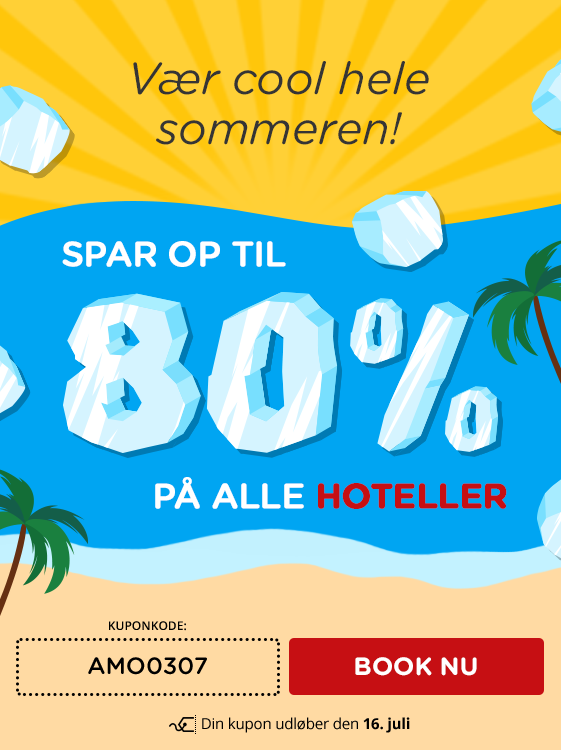 Vær cool hele
sommeren!
SPAR OP TIL
80%
PÅ ALLE HOTELLER
KUPONKODE:
AMO0307
BOOK NU
Din kupon udløber den 16. juli